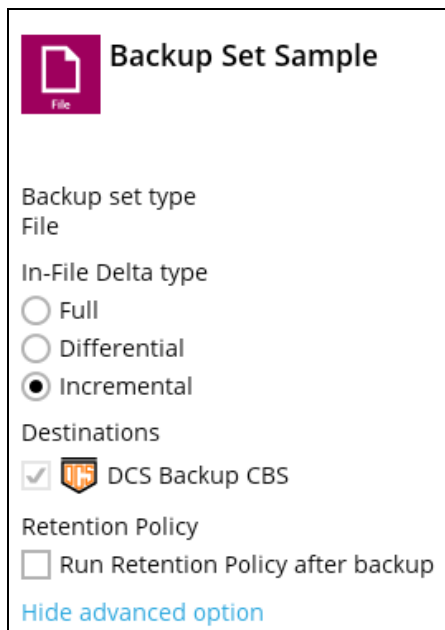 Backup Set Sample
File
Backup set type
File
In-File Delta type
Full
Differential
Incremental
Destinations
DCS DCS Backup CBS
Retention Policy
Run Retention Policy after backup
Hide advanced option